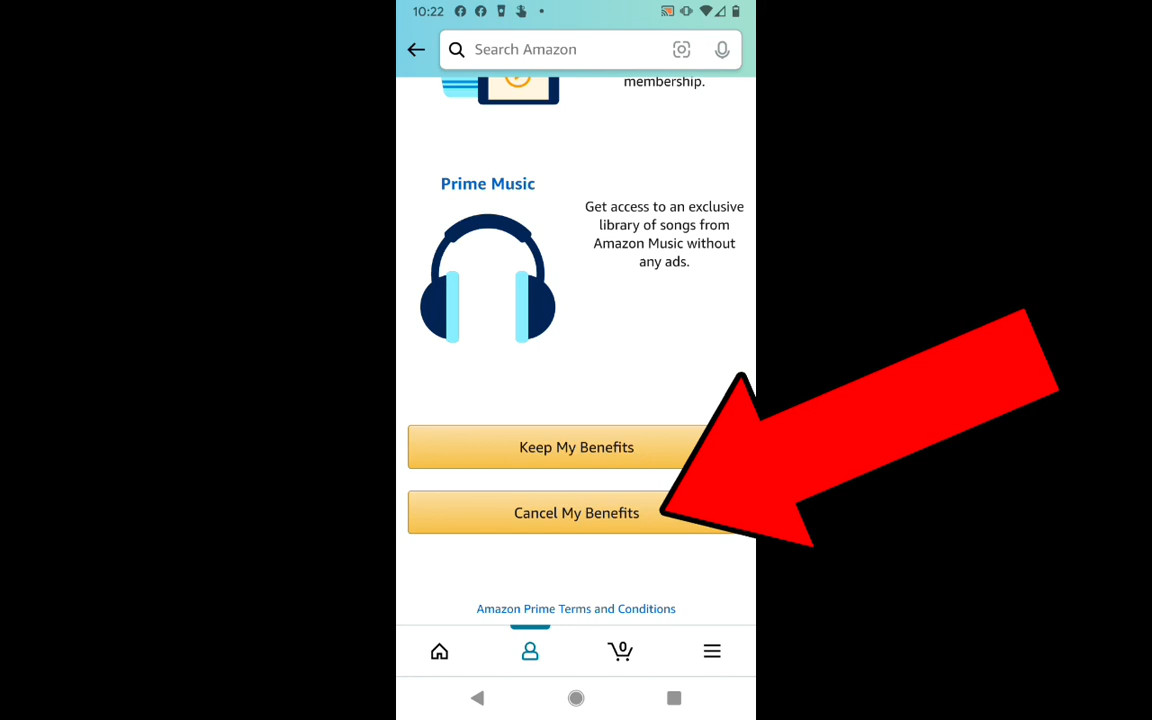 10:22
Search Amazon
membership.
Prime Music
Get access to an exclusive
library of songs from
Amazon Music without
any ads.
Keep My Benefits
Cancel My Benefits
Amazon Prime Terms and Conditions
0